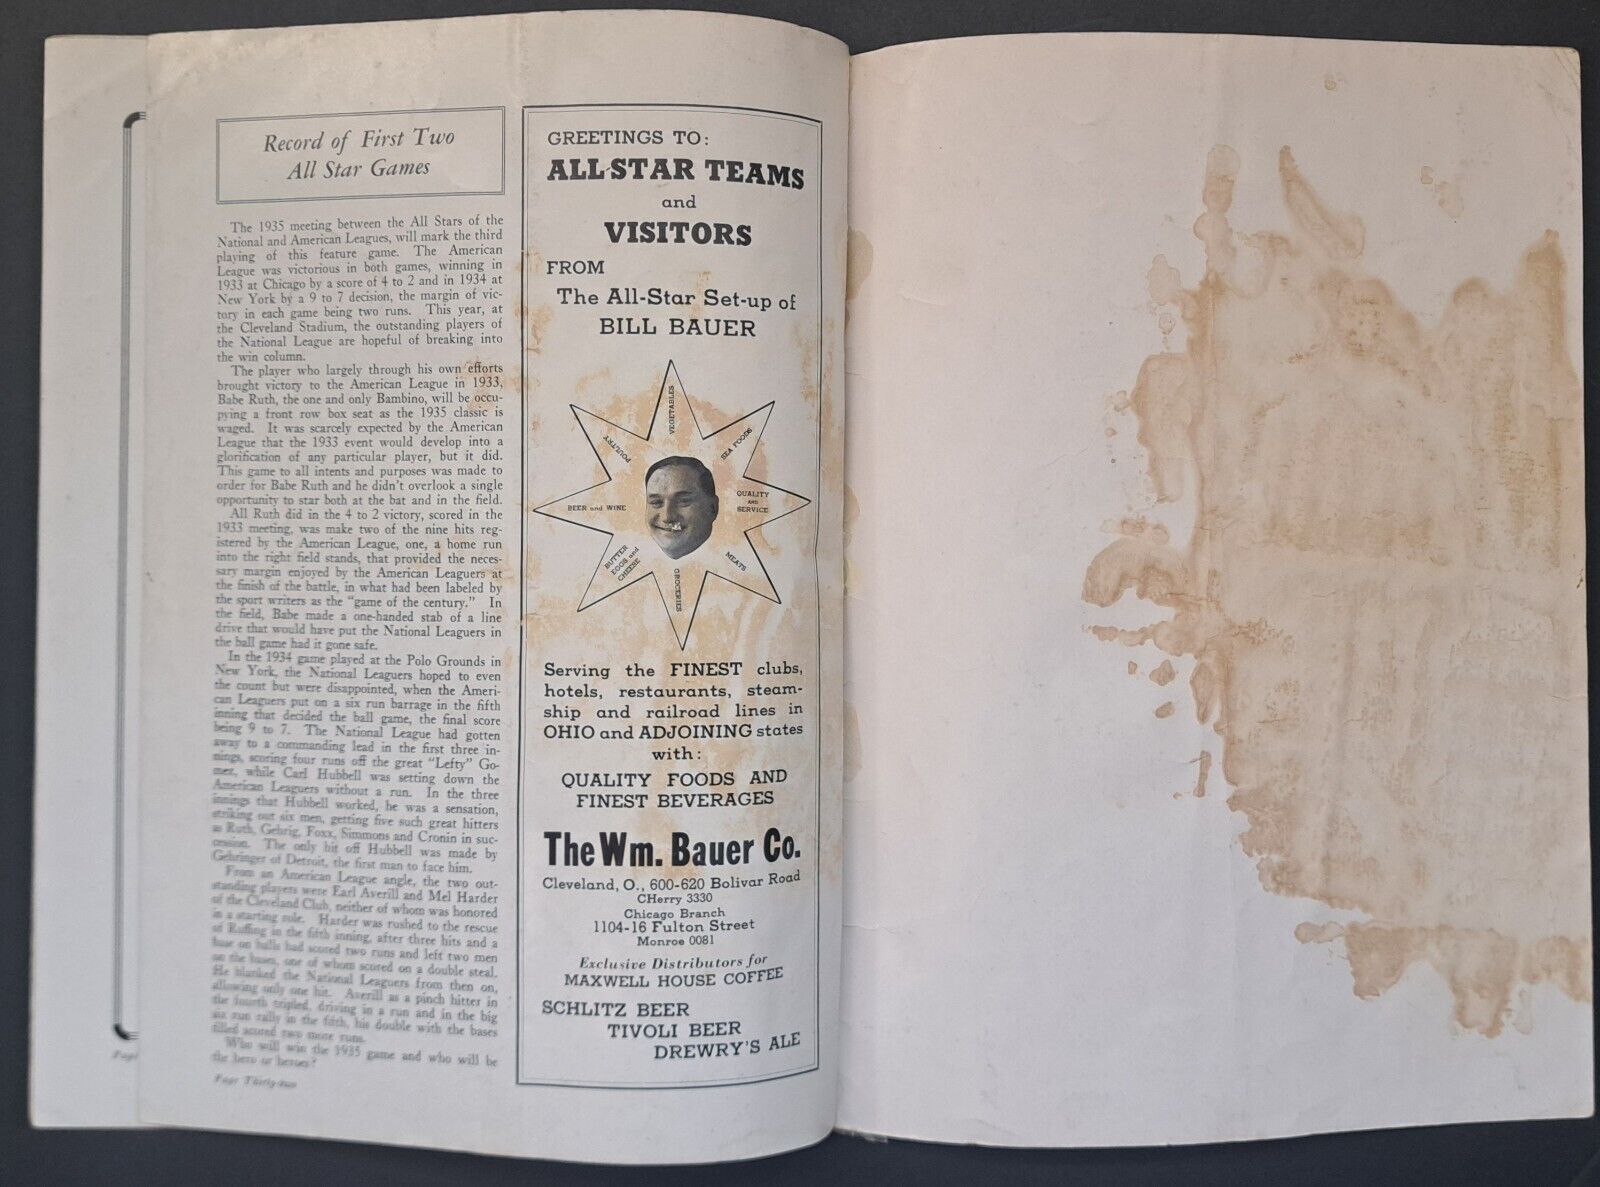 Record of First Two
All Star Games
The 1935 meeting between the All Stars of the
National and American Leagues, will mark the third
playing of this feature game. The American
League was victorious in both games, winning in
1933 at Chicago by a score of 4 to 2 and in 1934 at
New York by a 9 to 7 decision, the margin of vic-
tory in each game being two runs. This year, at
the Cleveland Stadium, the outstanding players of
the National League are hopeful of breaking into
the win column.
The player who largely through his own efforts
brought victory to the American League in 1933,
Babe Ruth, the one and only Bambino, will be occu-
pying a front row box seat as the 1935 classic is
waged. It was scarcely expected by the American
League that the 1933 event would develop into a
glorification of any particular player, but it did.
This game to all intents and purposes was made to
order for Babe Ruth and he didn't overlook a single
opportunity to star both at the bat and in the field.
All Ruth did in the 4 to 2 victory, scored in the
1933 meeting, was make two of the nine hits reg-
istered by the American League, one, a home run
into the right field stands, that provided the neces-
sary margin enjoyed by the American Leaguers at
the finish of the battle, in what had been labeled by
the sport writers as the "game of the century." In
the field, Babe made a one-handed stab of a line
drive that would have put the National Leaguers in
the ball game had it gone safe.
In the 1934 game played at the Polo Grounds in
New York, the National Leaguers hoped to even
the count but were disappointed, when the Ameri-
can Leaguers put on a six run barrage in the fifth
inning that decided the ball game, the final score
being 9 to 7. The National League had gotten
away to a commanding lead in the first three in-
nings, scoring four runs off the great "Lefty" Go-
mez, while Carl Hubbell was setting down the
American Leaguers without a run. In the three
innings that Hubbell worked, he was a sensation,
striking out six men, getting five such great hitters
as Ruth, Gehrig, Foxx, Simmons and Cronin in suc-
cession. The only hit off Hubbell was made by
Gehringer of Detroit, the first man to face him.
From an American League angle, the two out-
standing players were Earl Averill and Mel Harder
of the Cleveland Club, neither of whom was honored
in a starting role. Harder was rushed to the rescue
of Ruffing in the fifth inning, after three hits and a
base on balls had scored two runs and left two men
on the bases, one of whom scored on a double steal.
He blanked the National Leaguers from then on,
allowing only one hit. Averill as a pinch hitter in
the fourth tripled, driving in a run and in the big
six run rally in the fifth, his double with the bases
filled scored two more runs.
Who will win the 1935 game and who will be
the hero or heroes?
Page Thirty-two
Page
GREETINGS TO:
ALL-STAR TEAMS
and
VISITORS
FROM
The All-Star Set-up of
BILL BAUER
VEGETABLES
SEA FOODS
QUALITY
AND
SERVICE
MEATS
GROCERIES
BUTTER
EGGS and
CHEESE
BEER and WINE
POULTRY
Serving the FINEST clubs,
hotels, restaurants, steam-
ship and railroad lines in
OHIO and ADJOINING states
with:
QUALITY FOODS AND
FINEST BEVERAGES
The Wm. Bauer Co.
Cleveland, O., 600-620 Bolivar Road
CHerry 3330
Chicago Branch
1104-16 Fulton Street
Monroe 0081
Exclusive Distributors for
MAXWELL HOUSE COFFEE
SCHLITZ BEER
TIVOLI BEER
DREWRY'S ALE